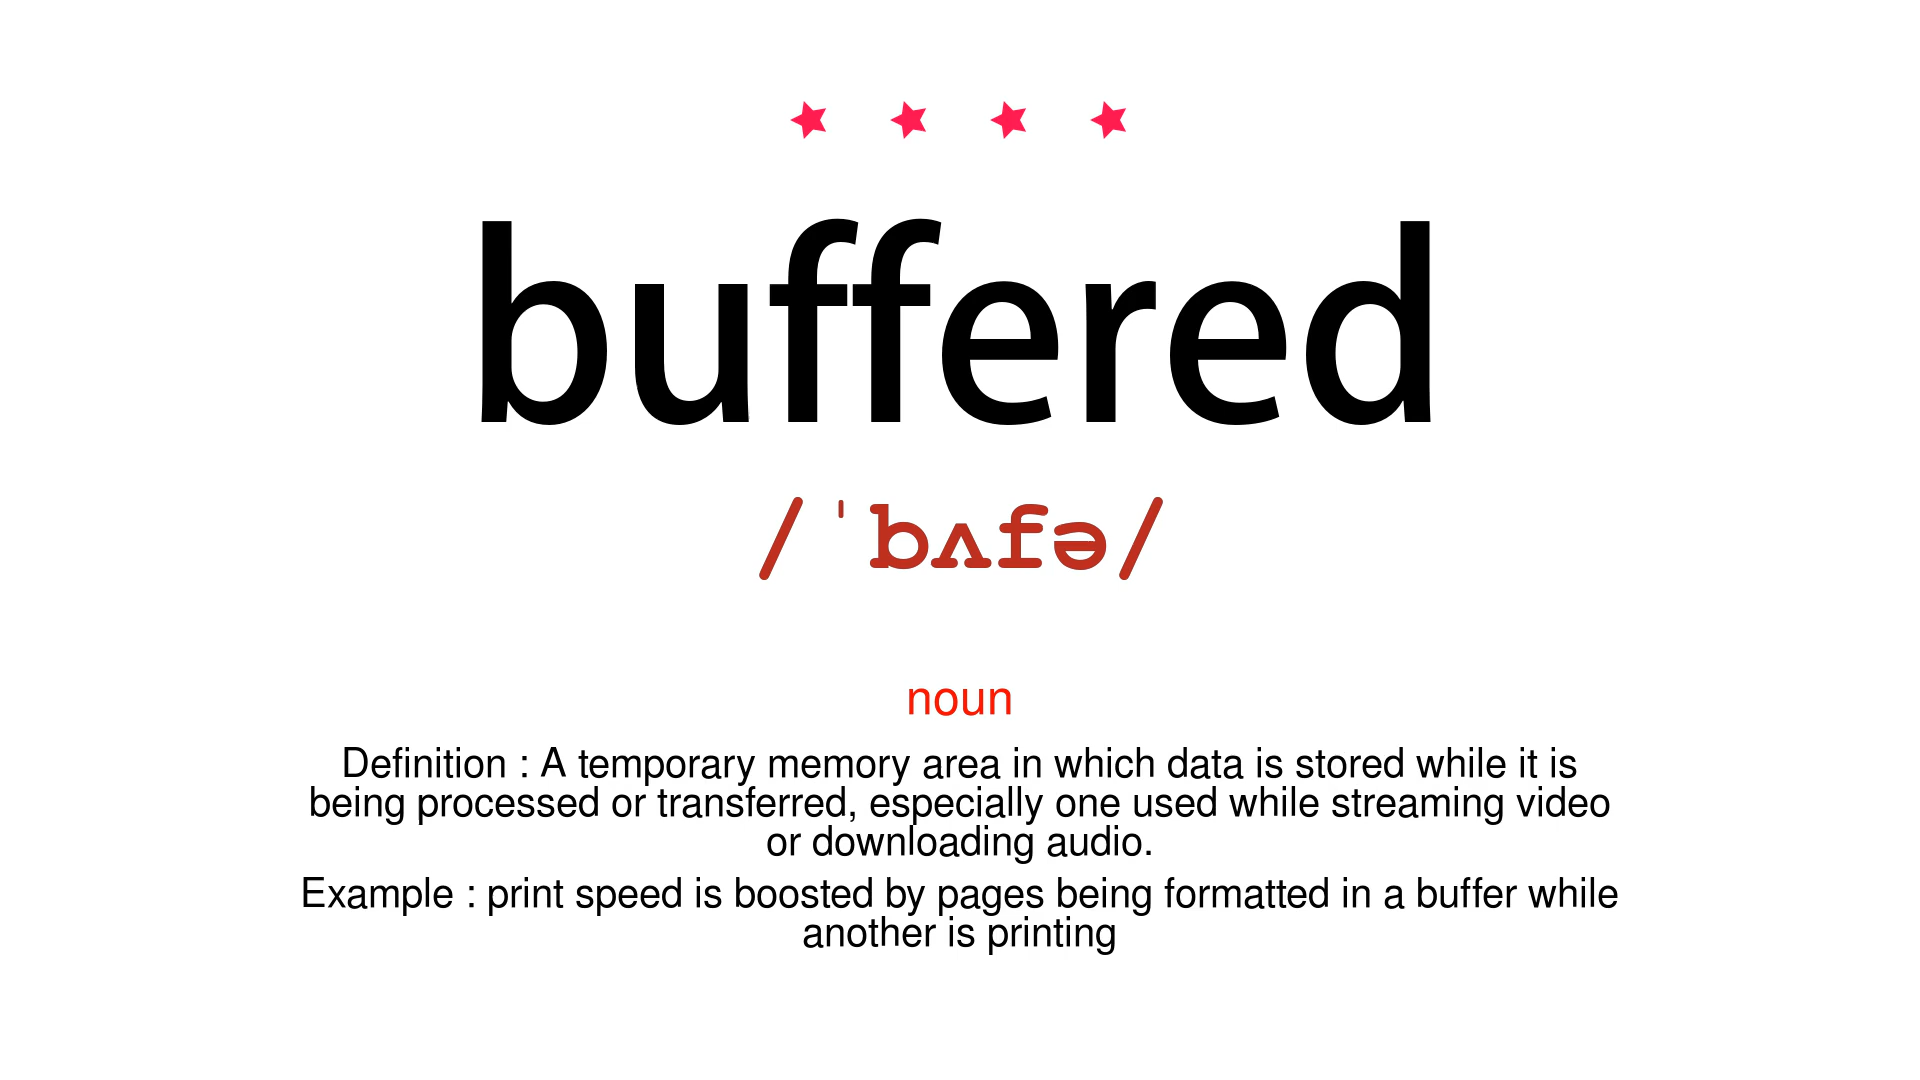 buffered
/ˈbʌfə/
noun
Definition : A temporary memory area in which data is stored while it is
being processed or transferred, especially one used while streaming video
or downloading audio.
Example : print speed is boosted by pages being formatted in a buffer while
another is printing